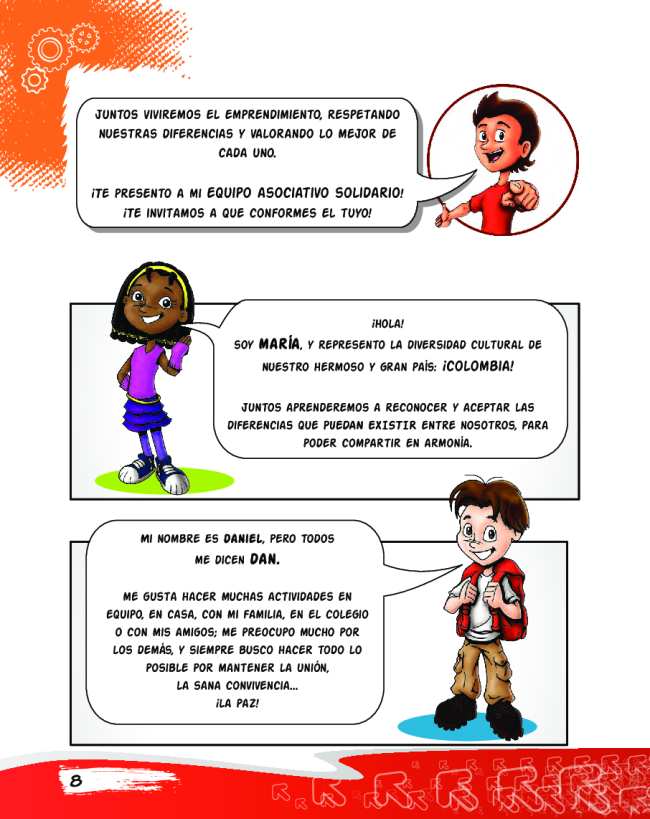 JUNTOS VIVIREMOS EL EMPRENDIMIENTO, RESPETANDO
NUESTRAS DIFERENCIAS Y VALORANDO LO MEJOR DE
CADA UNO.
¡TE PRESENTO A MI EQUIPO ASOCIATIVO SOLIDARIO!
¡TE INVITAMOS A QUE CONFORMES EL TUYO!
¡HOLA!
SOY MARÍA, Y REPRESENTO LA DIVERSIDAD CULTURAL DE
NUESTRO HERMOSO Y GRAN PAÍS: ¡COLOMBIA!
JUNTOS APRENDEREMOS A RECONOCER Y ACEPTAR LAS
DIFERENCIAS QUE PUEDAN EXISTIR ENTRE NOSOTROS, PARA
PODER COMPARTIR EN ARMONÍA.
MI NOMBRE ES DANIEL, PERO TODOS
ME DICEN DAN.
ME GUSTA HACER MUCHAS ACTIVIDADES EN
EQUIPO, EN CASA, CON MI FAMILIA, EN EL COLEGIO
O CON MIS AMIGOS; ME PREOCUPO MUCHO POR
LOS DEMÁS, Y SIEMPRE BUSCO HACER TODO LO
POSIBLE POR MANTENER LA UNIÓN,
LA SANA CONVIVENCIA...
¡LA PAZ!
8